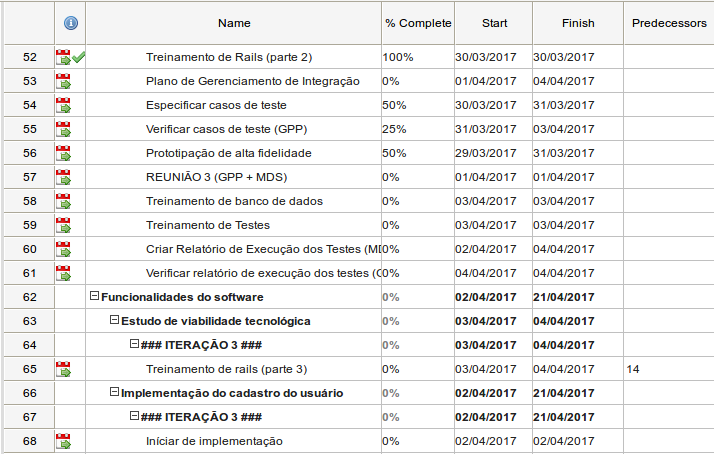 Name % Complete Start Finish Predecessors
52 Treinamento de Rails (parte 2) 100% 30/03/2017 30/03/2017
53 Plano de Gerenciamento de Integração 0% 01/04/2017 04/04/2017
54 Especificar casos de teste 50% 30/03/2017 31/03/2017
55 Verificar casos de teste (GPP) 25% 31/03/2017 03/04/2017
56 Prototipação de alta fidelidade 50% 29/03/2017 31/03/2017
57 REUNIÃO 3 (GPP + MDS) 0% 01/04/2017 01/04/2017
58 Treinamento de banco de dados 0% 03/04/2017 03/04/2017
59 Treinamento de Testes 0% 03/04/2017 03/04/2017
60 Criar Relatório de Execução dos Testes (MD 0% 02/04/2017 04/04/2017
61 Verificar relatório de execução dos testes (G 0% 04/04/2017 04/04/2017
62 Funcionalidades do software 0% 02/04/2017 21/04/2017
63 Estudo de viabilidade tecnológica 0% 03/04/2017 04/04/2017
64 ### ITERAÇÃO 3 ### 0% 03/04/2017 04/04/2017
65 Treinamento de rails (parte 3) 0% 03/04/2017 04/04/2017 14
66 Implementação do cadastro do usuário 0% 02/04/2017 21/04/2017
67 ### ITERAÇÃO 3 ### 0% 02/04/2017 21/04/2017
68 Iníciar de implementação 0% 02/04/2017 02/04/2017